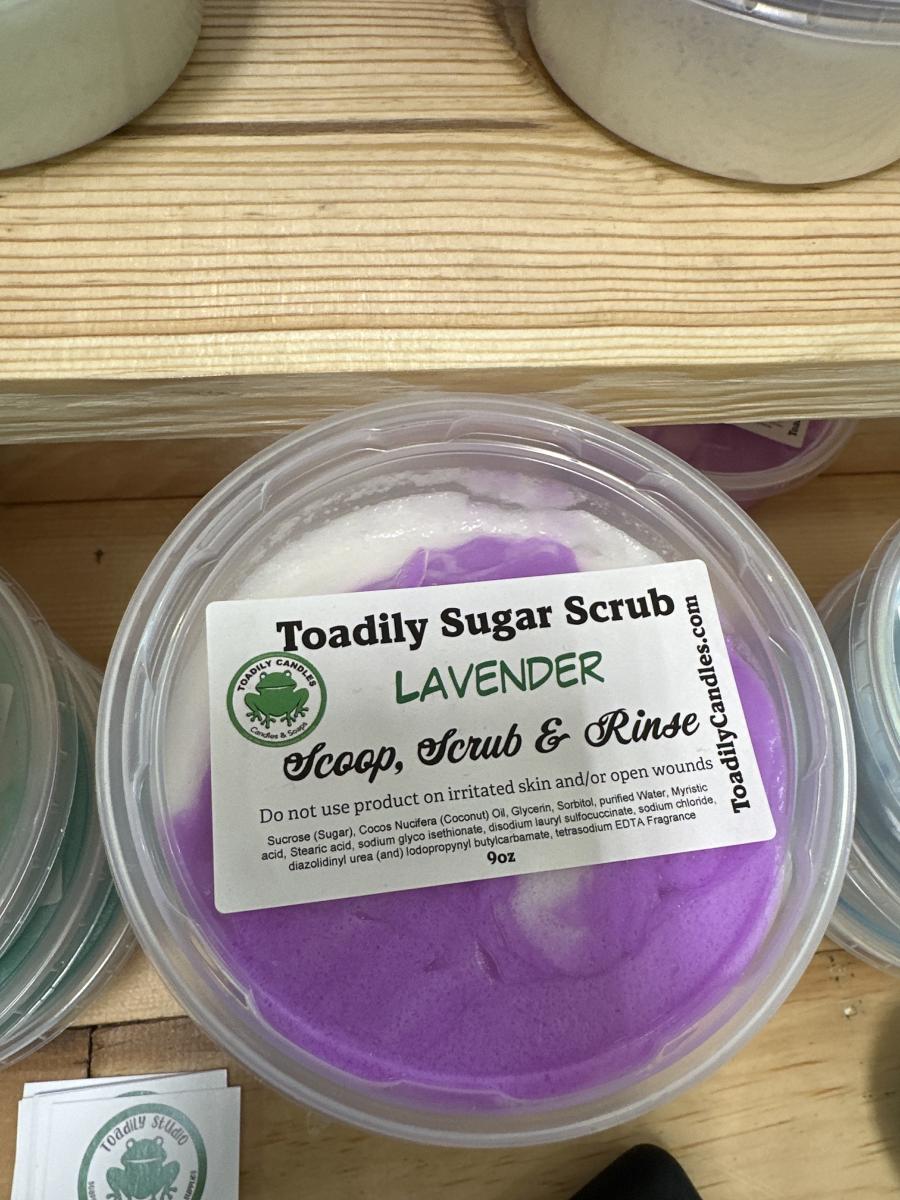 Toadily Sugar Scrub
LAVENDER
TOADILY CANDLES
Candles & Soaps
Scoop, Scrub & Rinse
Do not use product on irritated skin and/or open wounds
Sucrose (Sugar), Cocos Nucifera (Coconut) Oil, Glycerin, Sorbitol, purified Water, Myristic
acid, Stearic acid, sodium glyco isethionate, disodium lauryl sulfocuccinate, sodium chloride,
diazolidinyl urea (and) Iodopropynyl butylcarbamate, tetrasodium EDTA Fragrance
9oz
ToadilyCandles.com
TOADILY STUDIO